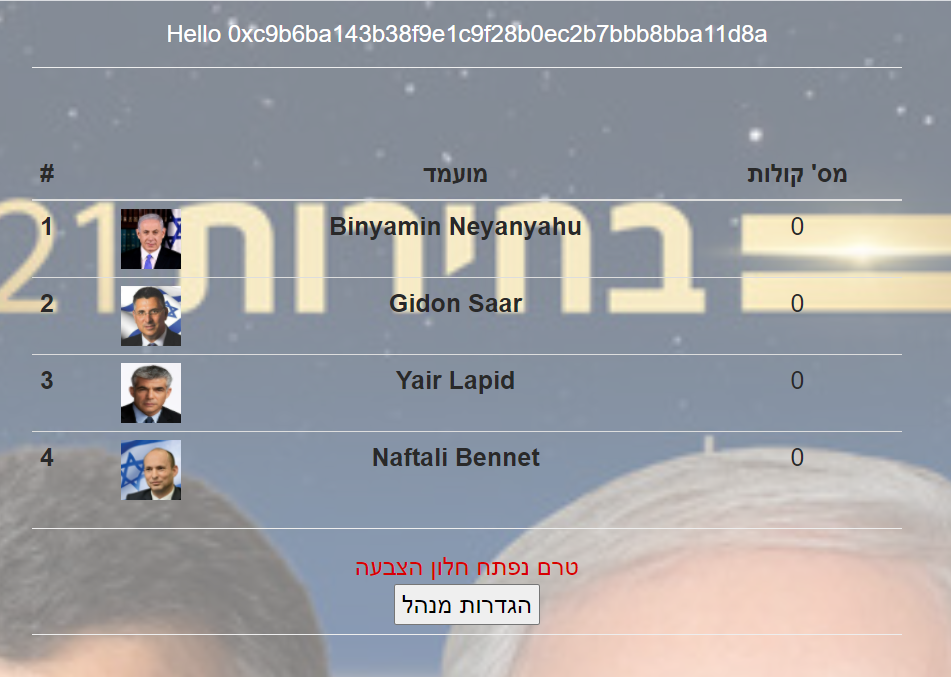 Hello 0xc9b6ba143b38f9e1c9f28b0ec2b7bbb8bba11d8a
# מועמד מס' קולות
בחירות 21
1 Binyamin Neyanyahu 0
2 Gidon Saar 0
3 Yair Lapid 0
4 Naftali Bennet 0
טרם נפתח חלון הצבעה
הגדרות מנהל